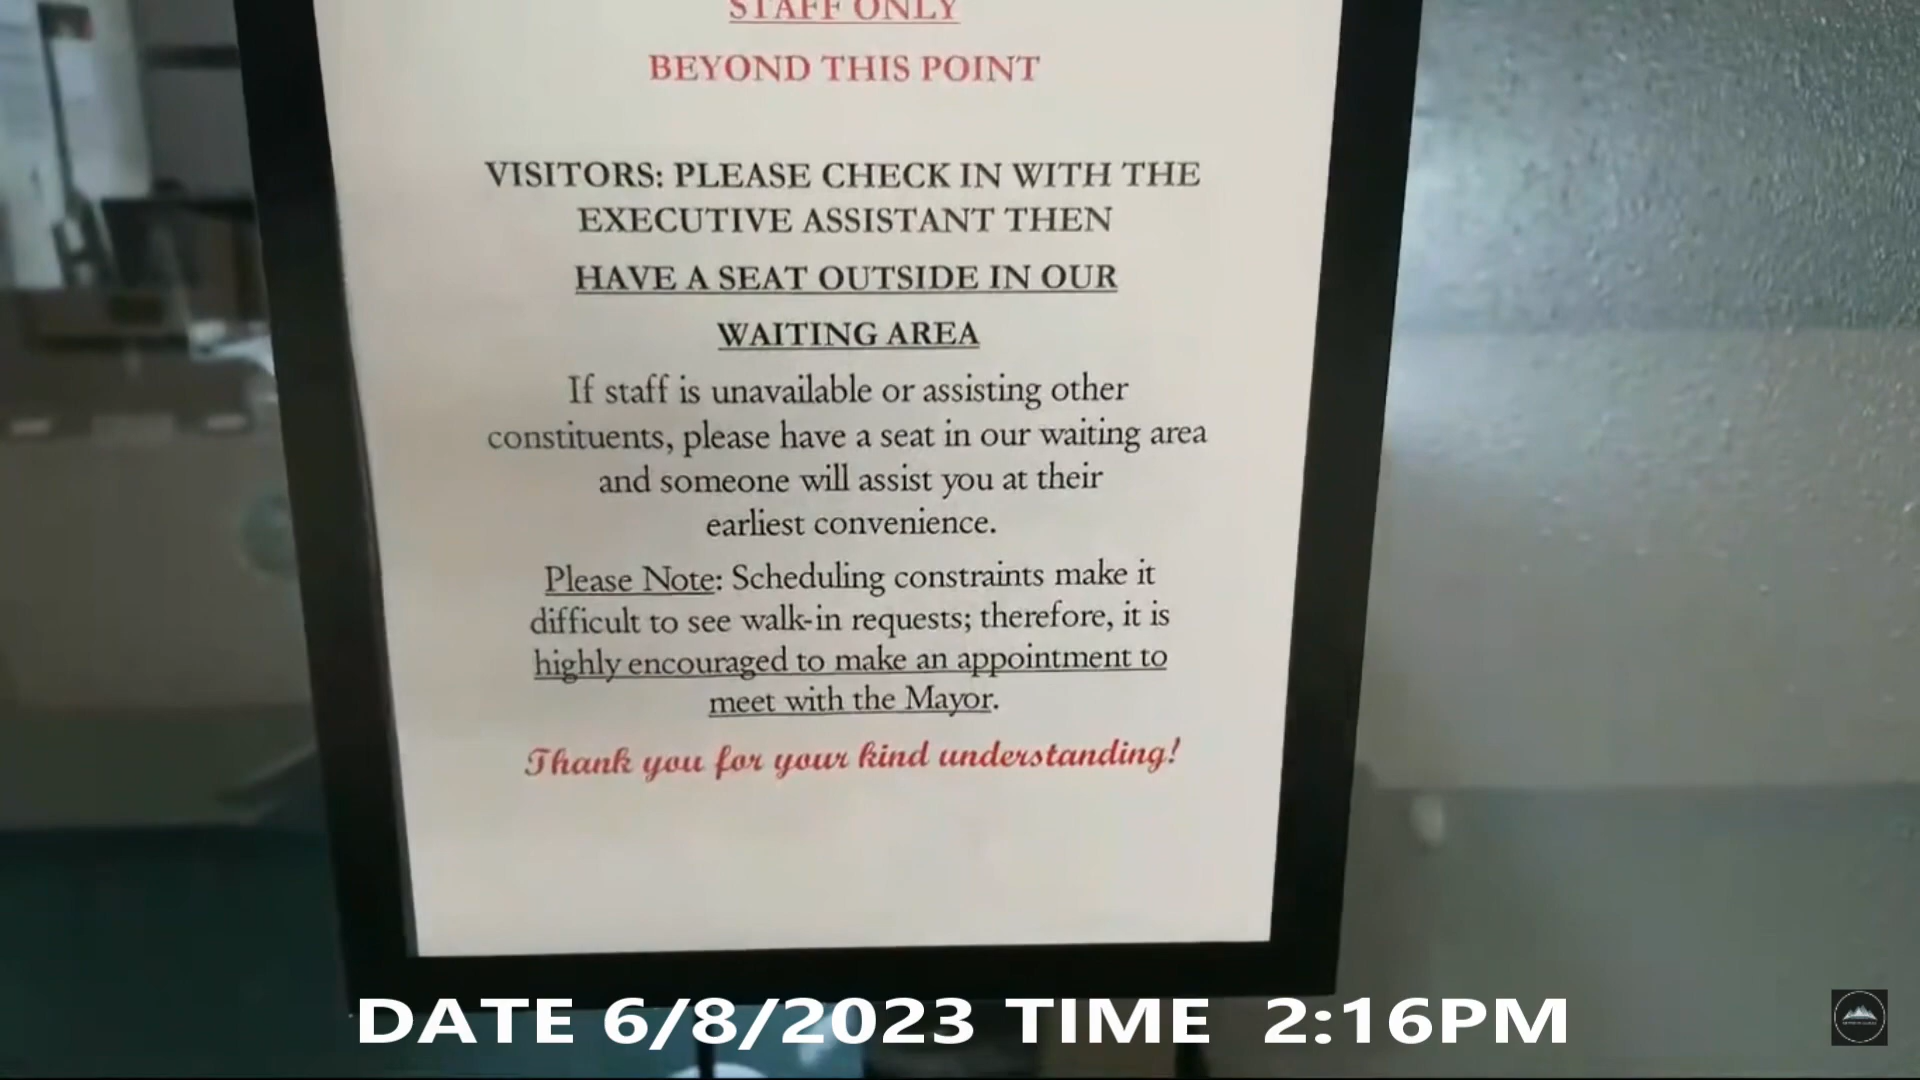 STAFF ONLY
BEYOND THIS POINT
VISITORS: PLEASE CHECK IN WITH THE
EXECUTIVE ASSISTANT THEN
HAVE A SEAT OUTSIDE IN OUR
WAITING AREA
If staff is unavailable or assisting other
constituents, please have a seat in our waiting area
and someone will assist you at their
earliest convenience.
Please Note: Scheduling constraints make it
difficult to see walk-in requests; therefore, it is
highly encouraged to make an appointment to
meet with the Mayor.
Thank you for your kind understanding!
DATE 6/8/2023 TIME 2:16PM